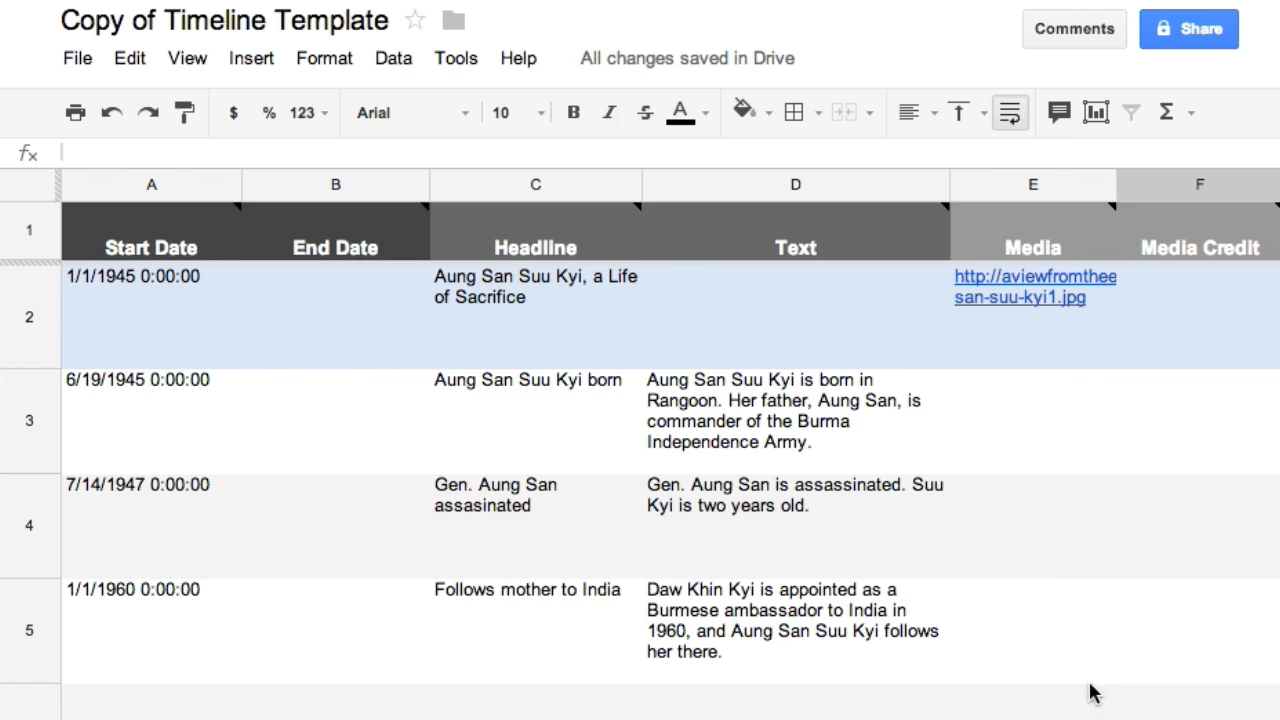 Copy of Timeline Template
Comments
Share
File Edit View Insert Format Data Tools Help All changes saved in Drive
$ % 123 Arial 10 B I S A Σ
fx
A B C D E F
1 Start Date End Date Headline Text Media Media Credit
2 1/1/1945 0:00:00 Aung San Suu Kyi, a Life http://aviewfromthee
of Sacrifice san-suu-kyi1.jpg
3 6/19/1945 0:00:00 Aung San Suu Kyi born Aung San Suu Kyi is born in
Rangoon. Her father, Aung San, is
commander of the Burma
Independence Army.
4 7/14/1947 0:00:00 Gen. Aung San Gen. Aung San is assassinated. Suu
assasinated Kyi is two years old.
5 1/1/1960 0:00:00 Follows mother to India Daw Khin Kyi is appointed as a
Burmese ambassador to India in
1960, and Aung San Suu Kyi follows
her there.